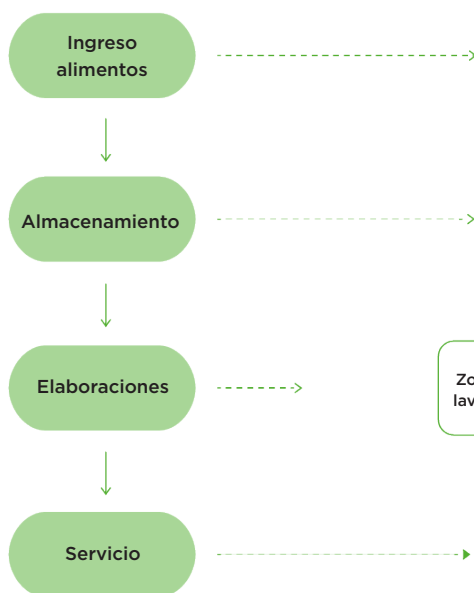 Ingreso
alimentos
Almacenamiento
Elaboraciones
Servicio